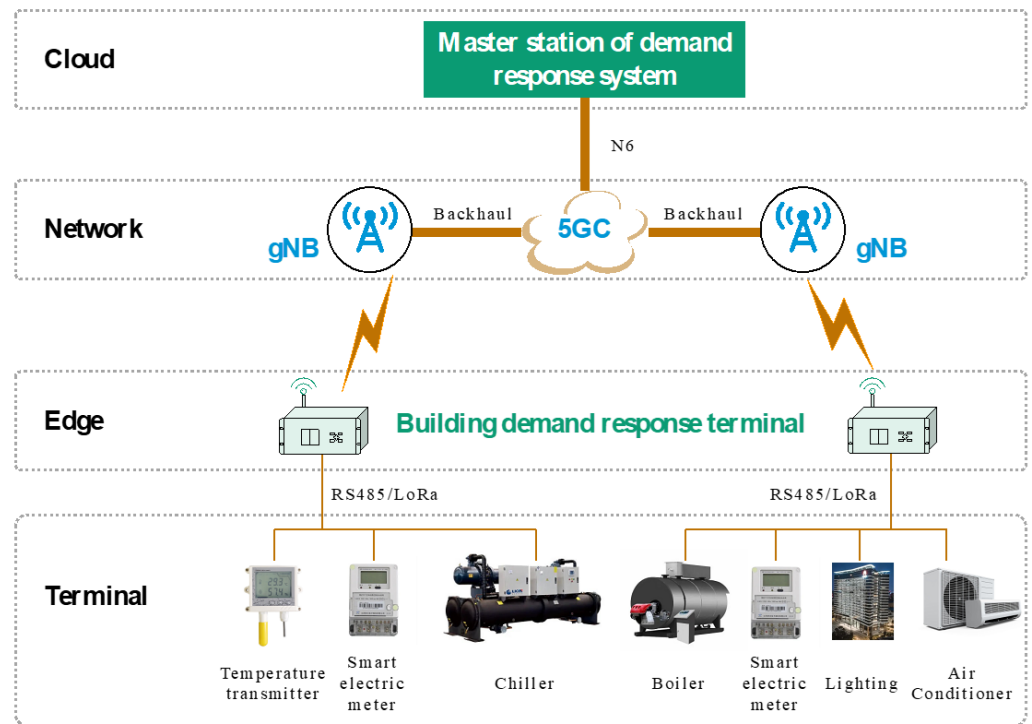 Cloud
Master station of demand
response system
N6
Network
gNB
Backhaul
5GC
Backhaul
gNB
Edge
Building demand response terminal
RS485/LoRa
RS485/LoRa
Terminal
Temperature
transmitter
Smart
electric
meter
Chiller
Boiler
Smart
electric
meter
Lighting
Air
Conditioner